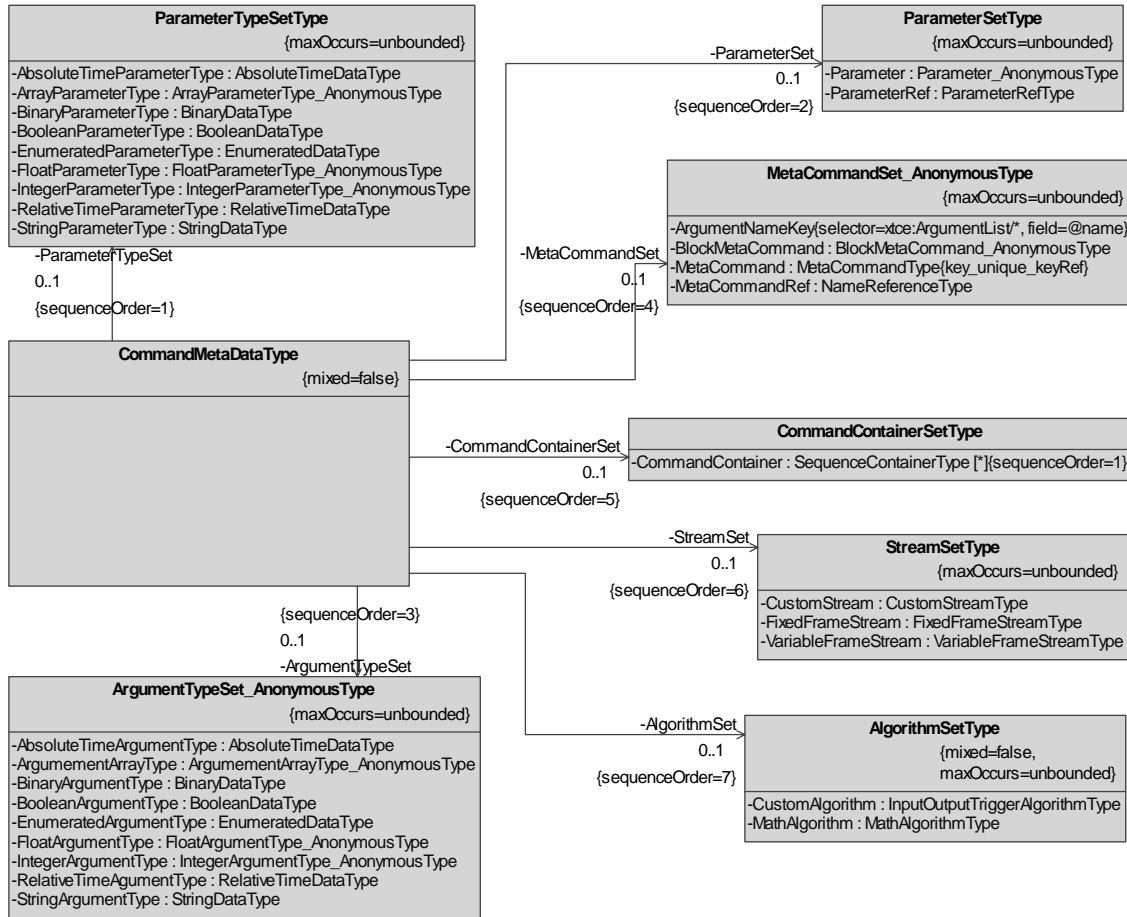 ParameterTypeSetType
{maxOccurs=unbounded}
-AbsoluteTimeParameterType : AbsoluteTimeDataType
-ArrayParameterType : ArrayParameterType_AnonymousType
-BinaryParameterType : BinaryDataType
-BooleanParameterType : BooleanDataType
-EnumeratedParameterType : EnumeratedDataType
-FloatParameterType : FloatParameterType_AnonymousType
-IntegerParameterType : IntegerParameterType_AnonymousType
-RelativeTimeParameterType : RelativeTimeDataType
-StringParameterType : StringDataType
-ParameterTypeSet
0..1
{sequenceOrder=1}
CommandMetaDataType
{mixed=false}
-ParameterSet
0..1
{sequenceOrder=2}
ParameterSetType
{maxOccurs=unbounded}
-Parameter : Parameter_AnonymousType
-ParameterRef : ParameterRefType
-MetaCommandSet
0..1
{sequenceOrder=4}
MetaCommandSet_AnonymousType
{maxOccurs=unbounded}
-ArgumentNameKey{selector=xtce:ArgumentList/*, field=@name}
-BlockMetaCommand : BlockMetaCommand_AnonymousType
-MetaCommand : MetaCommandType{key_unique_keyRef}
-MetaCommandRef : NameReferenceType
-CommandContainerSet
0..1
{sequenceOrder=5}
CommandContainerSetType
-CommandContainer : SequenceContainerType [*]{sequenceOrder=1}
-StreamSet
0..1
{sequenceOrder=6}
StreamSetType
{maxOccurs=unbounded}
-CustomStream : CustomStreamType
-FixedFrameStream : FixedFrameStreamType
-VariableFrameStream : VariableFrameStreamType
{sequenceOrder=3}
0..1
-ArgumentTypeSet
ArgumentTypeSet_AnonymousType
{maxOccurs=unbounded}
-AbsoluteTimeArgumentType : AbsoluteTimeDataType
-ArgumementArrayType : ArgumementArrayType_AnonymousType
-BinaryArgumentType : BinaryDataType
-BooleanArgumentType : BooleanDataType
-EnumeratedArgumentType : EnumeratedDataType
-FloatArgumentType : FloatArgumentType_AnonymousType
-IntegerArgumentType : IntegerArgumentType_AnonymousType
-RelativeTimeAgumentType : RelativeTimeDataType
-StringArgumentType : StringDataType
-AlgorithmSet
0..1
{sequenceOrder=7}
AlgorithmSetType
{mixed=false,
maxOccurs=unbounded}
-CustomAlgorithm : InputOutputTriggerAlgorithmType
-MathAlgorithm : MathAlgorithmType